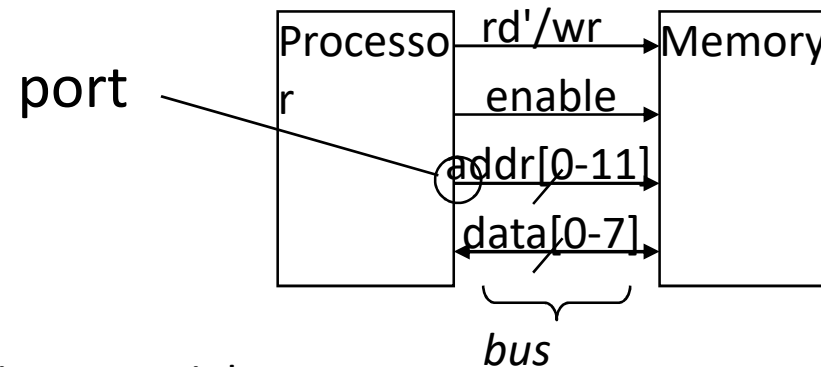 Processo
r
rd'/wr
Memory
port
enable
addr[0-11]
data[0-7]
bus